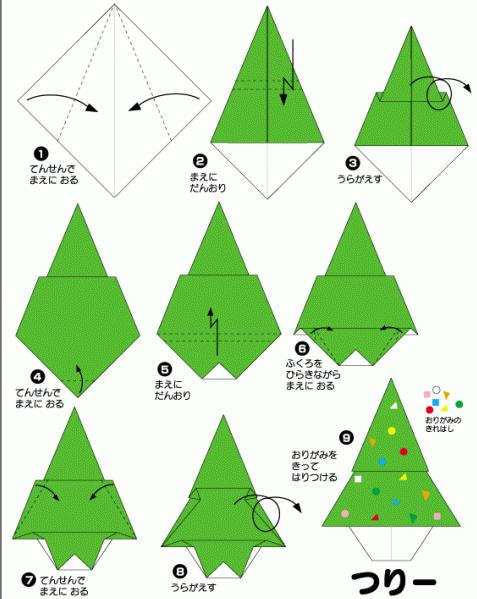 ❶
てんせんで
まえに おる
❷
まえに
だんおり
❸
うらがえす
❹
てんせんで
まえに おる
❺
まえに
だんおり
❻
ふくろを
ひらきながら
まえに おる
❼
てんせんで
まえに おる
❽
うらがえす
❾
おりがみを
きって
はりつける
おりがみの
きれはし
つりー